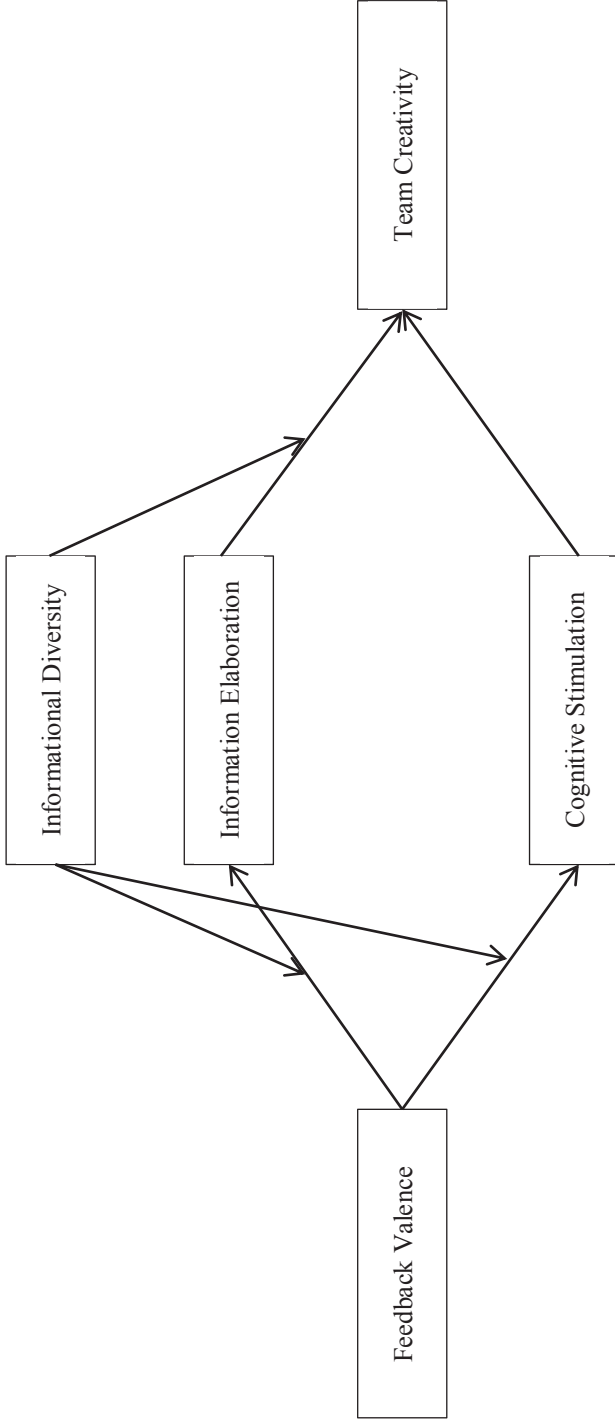 Informational Diversity
Information Elaboration
Feedback Valence
Team Creativity
Cognitive Stimulation